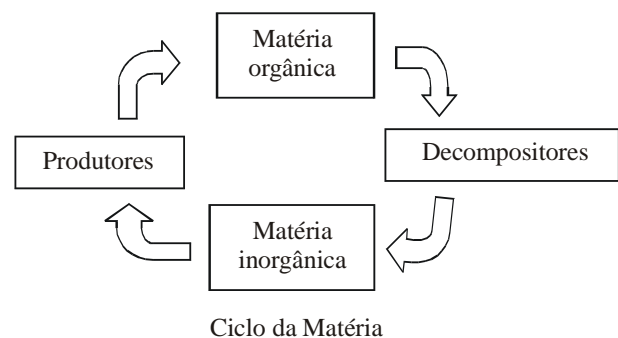 Matéria
orgânica
Produtores
Decompositores
Matéria
inorgânica
Ciclo da Matéria